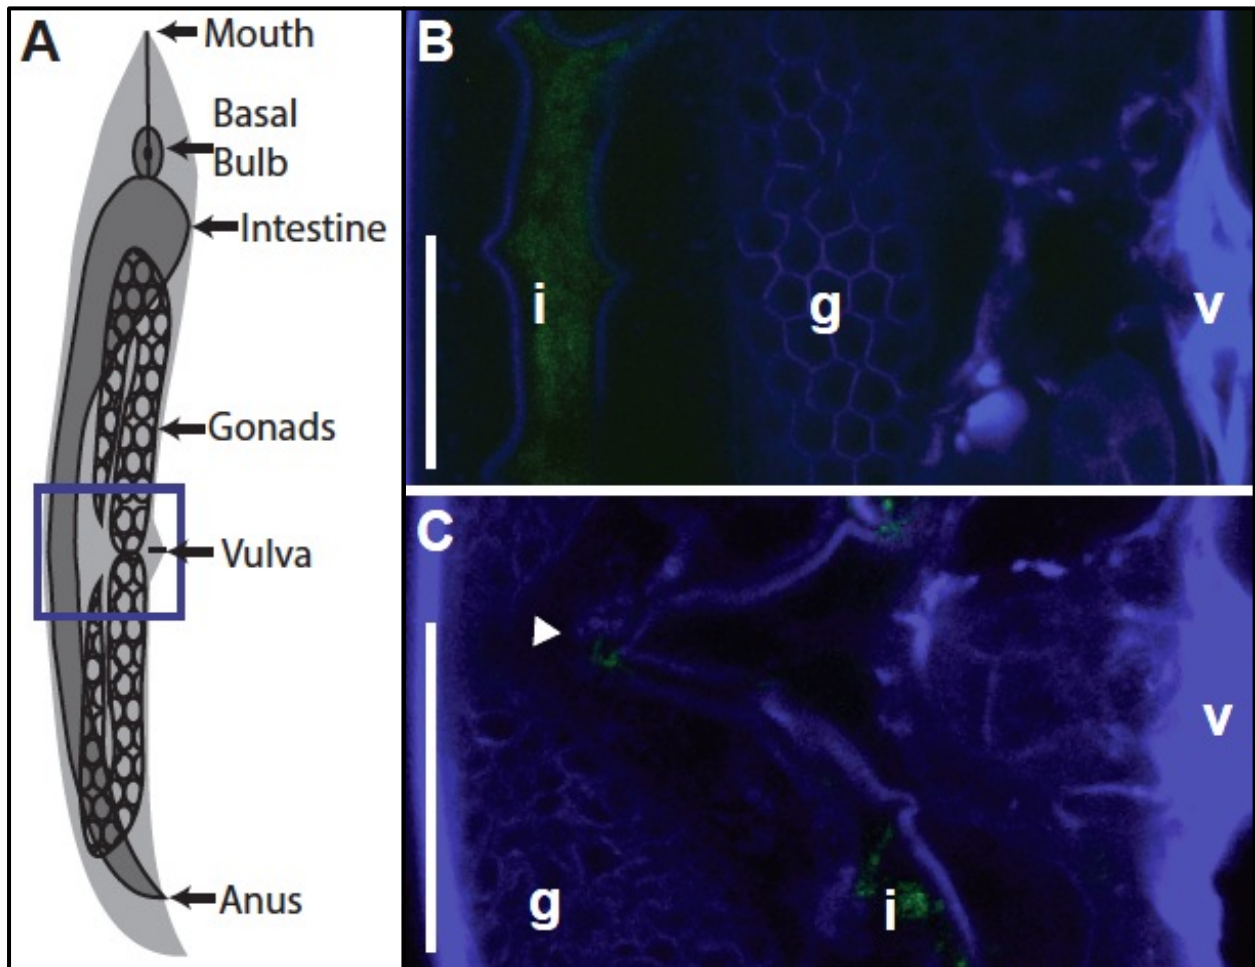 A
Mouth
Basal
Bulb
Intestine
Gonads
Vulva
Anus
B
i
g
v
C
v
g
i